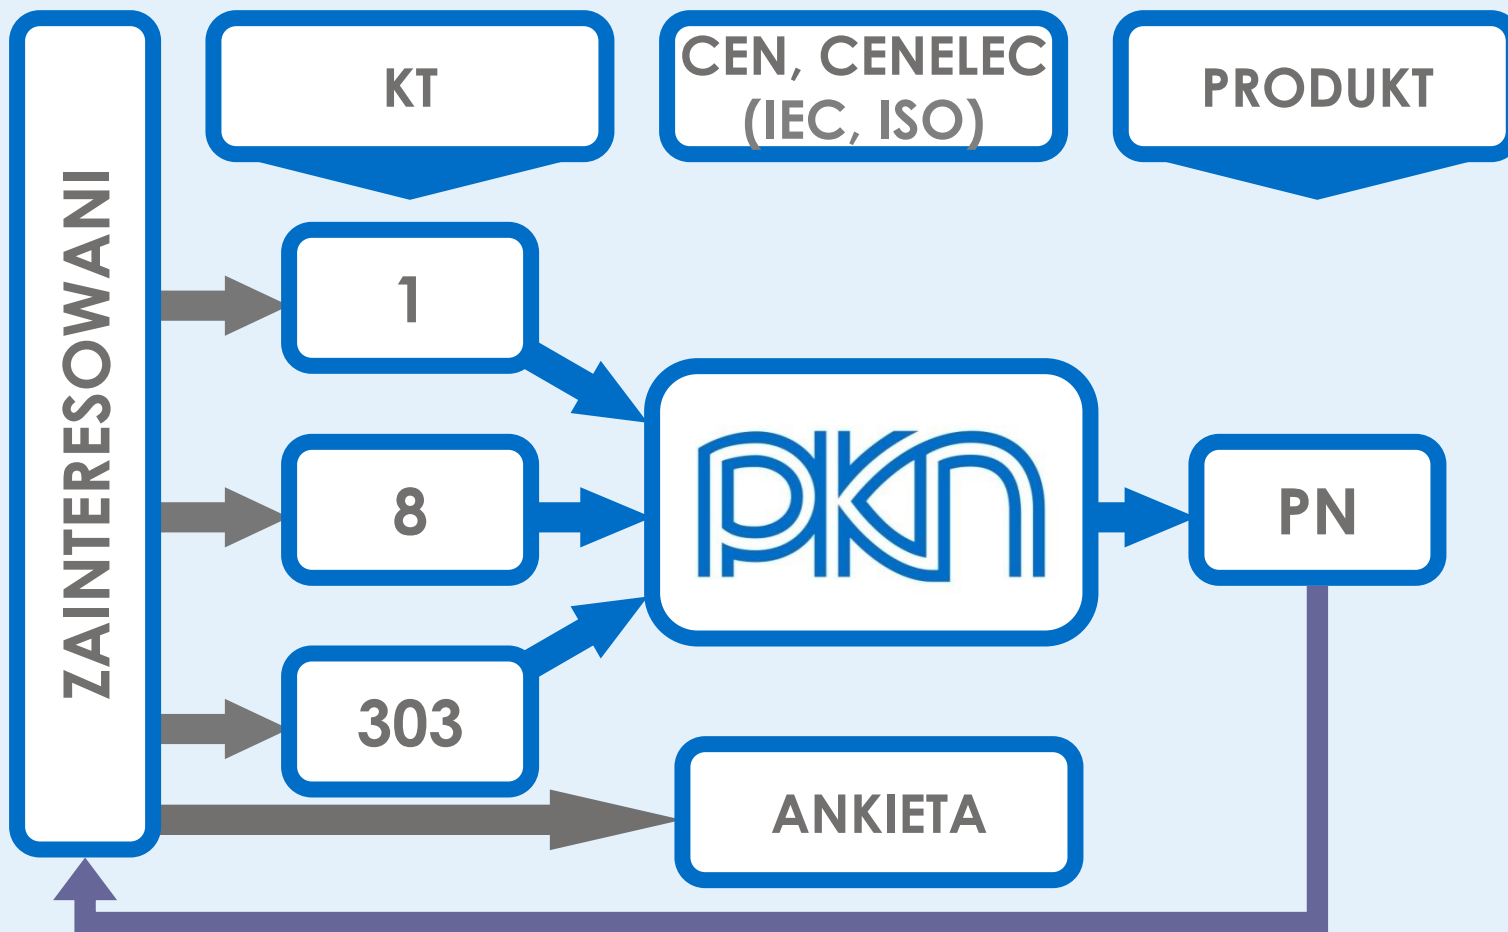 ZAINTERESOWANI
KT
CEN, CENELEC
(IEC, ISO)
PRODUKT
1
8
303
PKN
PN
ANKIETA